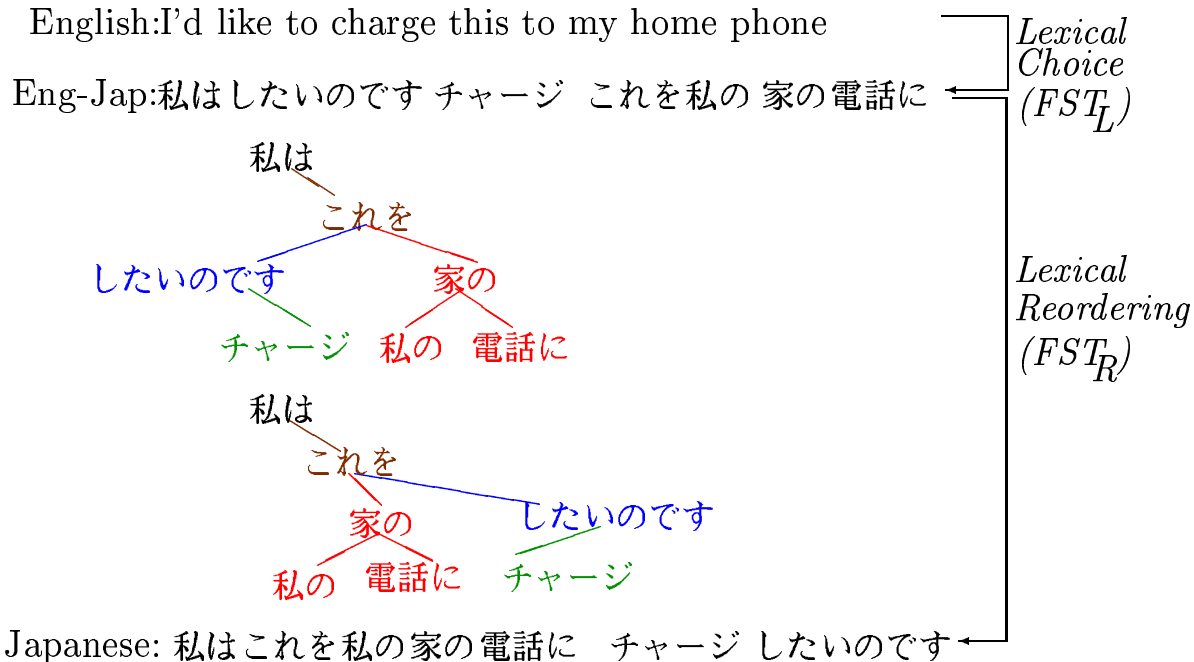 English:I'd like to charge this to my home phone
Eng-Jap:私はしたいのです チャージ これを私の 家の電話に
Lexical
Choice
(FST_L)
私は
これを
したいのです 家の
チャージ 私の 電話に
Lexical
Reordering
(FST_R)
私は
これを
家の したいのです
私の 電話に チャージ
Japanese: 私はこれを私の家の電話に チャージ したいのです